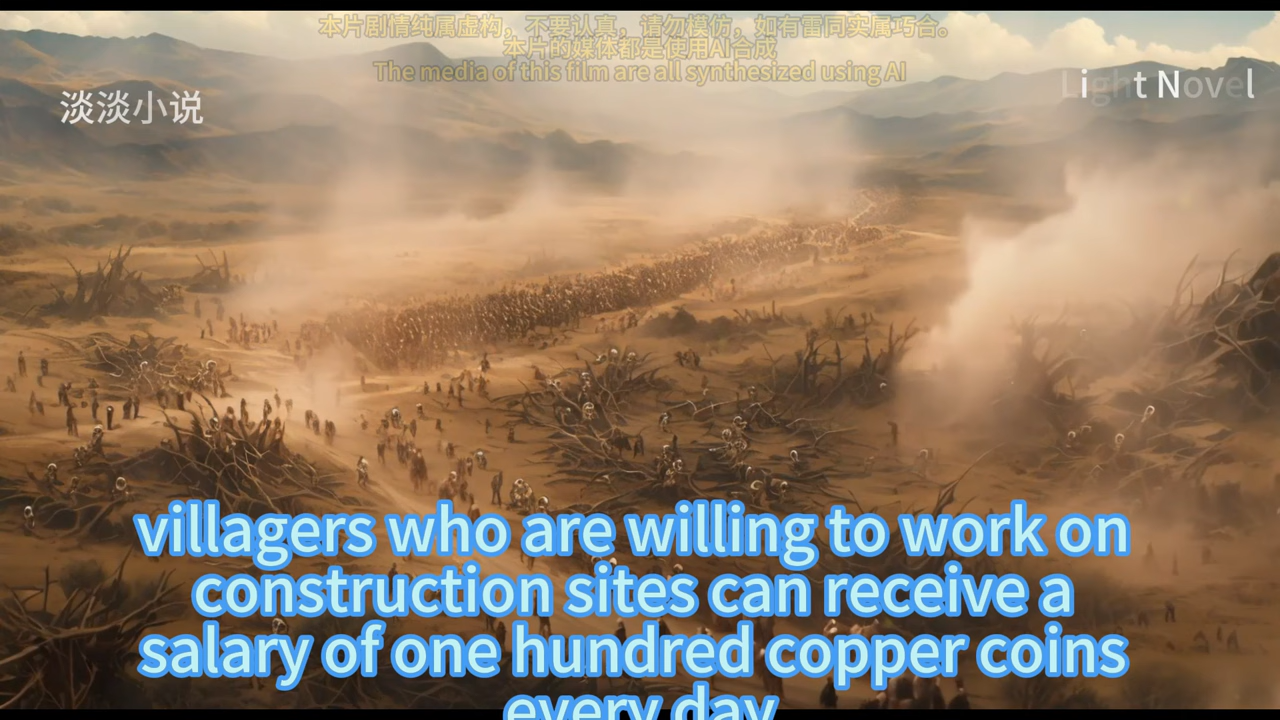 本片剧情纯属虚构，不要认真，请勿模仿，如有雷同实属巧合。
本片的媒体都是使用AI合成
The media of this film are all synthesized using AI
淡淡小说
Light Novel
villagers who are willing to work on
construction sites can receive a
salary of one hundred copper coins
every day